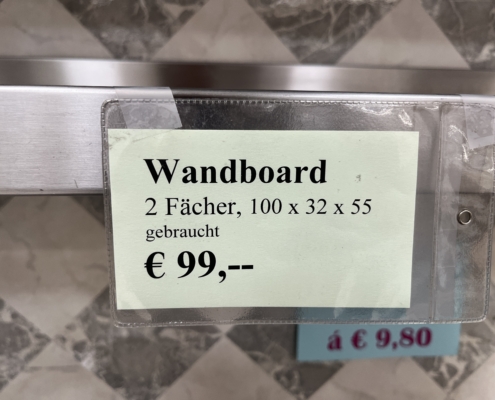 Wandboard
2 Fächer, 100 x 32 x 55
gebraucht
€ 99,--
á € 9,80